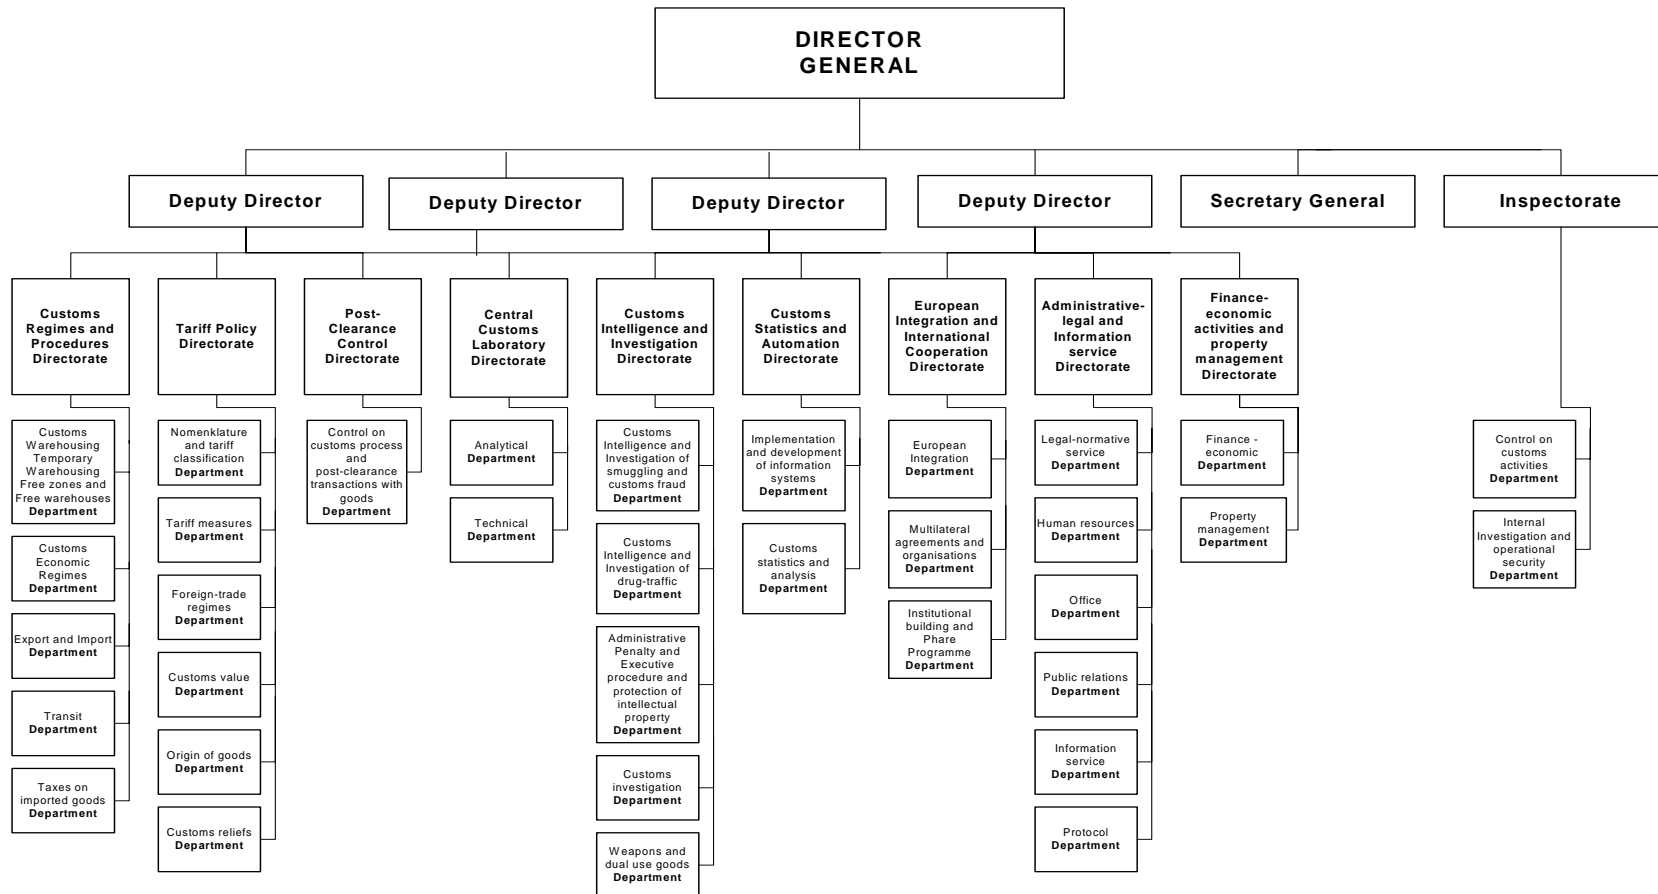 DIRECTOR
GENERAL
Deputy Director
Deputy Director
Deputy Director
Deputy Director
Secretary General
Inspectorate
Customs
Regimes and
Procedures
Directorate
Tariff Policy
Directorate
Post-
Clearance
Control
Directorate
Central
Customs
Laboratory
Directorate
Customs
Intelligence and
Investigation
Directorate
Customs
Statistics and
Automation
Directorate
European
Integration and
International
Cooperation
Directorate
Administrative-
legal and
Information
service
Directorate
Finance-
economic
activities and
property
management
Directorate
Customs
Warehousing
Temporary
Warehousing
Free zones and
Free warehouses
Department
Customs
Economic
Regimes
Department
Export and Import
Department
Transit
Department
Taxes on
imported goods
Department
Nomenklature
and tariff
classification
Department
Tariff measures
Department
Foreign-trade
regimes
Department
Customs value
Department
Origin of goods
Department
Customs reliefs
Department
Control on
customs process
and
post-clearance
transactions with
goods
Department
Analytical
Department
Technical
Department
Customs
Intelligence and
Investigation of
smuggling and
customs fraud
Department
Customs
Intelligence and
Investigation of
drug-traffic
Department
Administrative
Penalty and
Executive
procedure and
protection of
intellectual
property
Department
Customs
investigation
Department
Weapons and
dual use goods
Department
Implementation
and development
of information
systems
Department
Customs
statistics and
analysis
Department
European
Integration
Department
Multilateral
agreements and
organisations
Department
Institutional
building and
Phare
Programme
Department
Legal-normative
service
Department
Human resources
Department
Office
Department
Public relations
Department
Information
service
Department
Protocol
Department
Finance -
economic
Department
Property
management
Department
Control on
customs
activities
Department
Internal
Investigation and
operational
security
Department